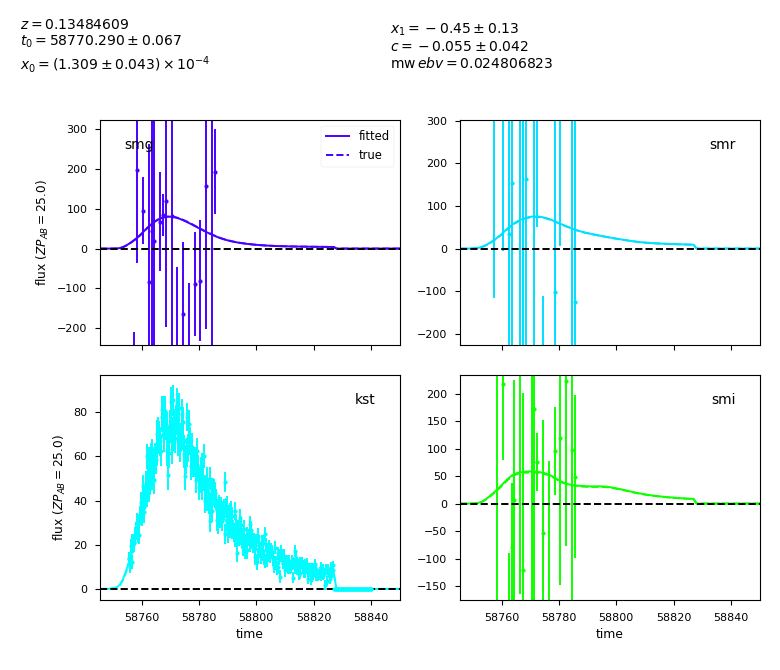 z = 0.13484609
t₀ = 58770.290 ± 0.067
x₀ = (1.309 ± 0.043) × 10⁻⁴
x₁ = −0.45 ± 0.13
c = −0.055 ± 0.042
mw ebv = 0.024806823
smg
fitted
true
300
200
100
0
−100
−200
flux (ZP_AB = 25.0)
smr
300
200
100
0
−100
−200
kst
80
60
40
20
0
flux (ZP_AB = 25.0)
58760 58780 58800 58820 58840
time
smi
200
150
100
50
0
−50
−100
−150
58760 58780 58800 58820 58840
time